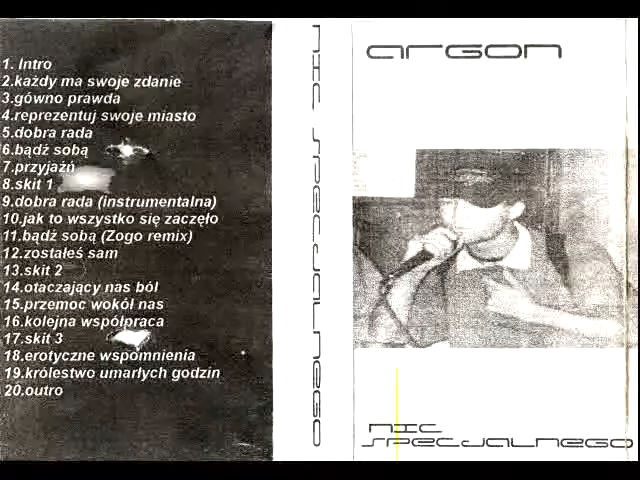 1. Intro
2.każdy ma swoje zdanie
3.gówno prawda
4.reprezentuj swoje miasto
5.dobra rada
6.bądź sobą
7.przyjaźń
8.skit 1
9.dobra rada (instrumentalna)
10.jak to wszystko się zaczęło
11.bądź sobą (Zogo remix)
12.zostałeś sam
13.skit 2
14.otaczający nas ból
15.przemoc wokół nas
16.kolejna współpraca
17.skit 3
18.erotyczne wspomnienia
19.królestwo umarłych godzin
20.outro
NIC SPECJALNEGO
ARGON
NIC
SPECJALNEGO